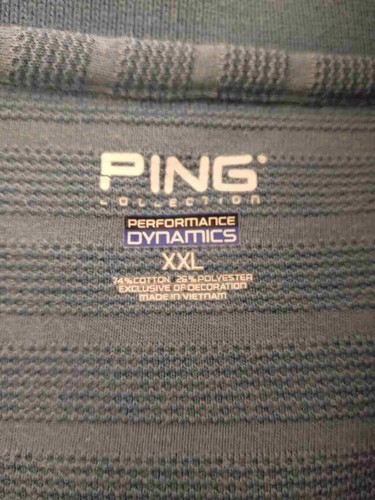 PING
COLLECTION
PERFORMANCE
DYNAMICS
XXL
74% COTTON 26% POLYESTER
EXCLUSIVE OF DECORATION
MADE IN VIETNAM